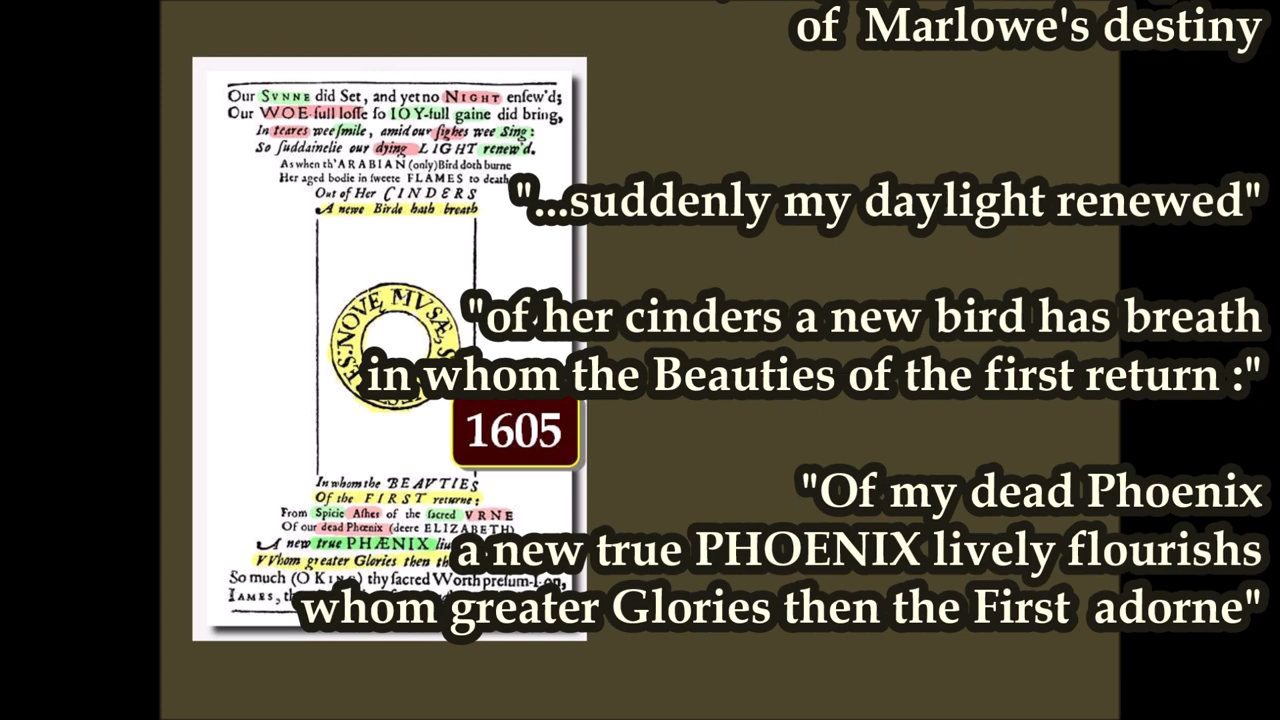 of Marlowe's destiny
Our SVNNE did Set, and yet no NIGHT enſew'd;
Our WOE-full loſſe ſo IOY-full gaine did bring,
In teares wee ſmile, amid our ſighes wee Sing:
So ſuddainelie our dying LIGHT renew'd.
As when th'ARABIAN (only) Bird doth burne
Her aged bodie in ſweete FLAMES to death
Out of Her CINDERS
A newe Birde hath breath
"...suddenly my daylight renewed"
NOVE MVSÆ
"of her cinders a new bird has breath
in whom the Beauties of the first return :"
1605
In whom the BEAVTIES
Of the FIRST returne;
From Spicie Aſhes of the ſacred VRNE
Of our dead Phœnix (deere ELIZABETH)
A new true PHÆNIX
VVhom greater Glories then
So much (O KING) thy ſacred Worth preſum-I-on,
IAMES,
"Of my dead Phoenix
a new true PHOENIX lively flourishs
whom greater Glories then the First adorne"